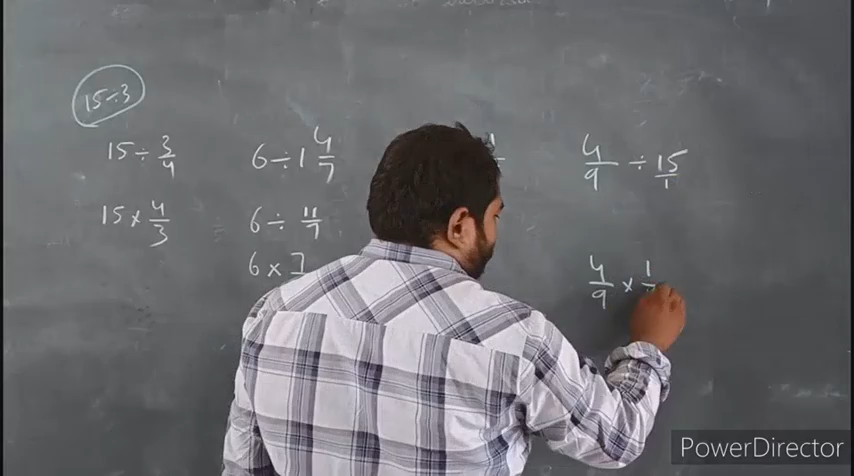 15÷3
15 ÷ 3/4
6 ÷ 1 4/7
4/9 ÷ 15/1
15 × 4/3
6 ÷ 11/7
6 × 7
4/9 × 1
PowerDirector